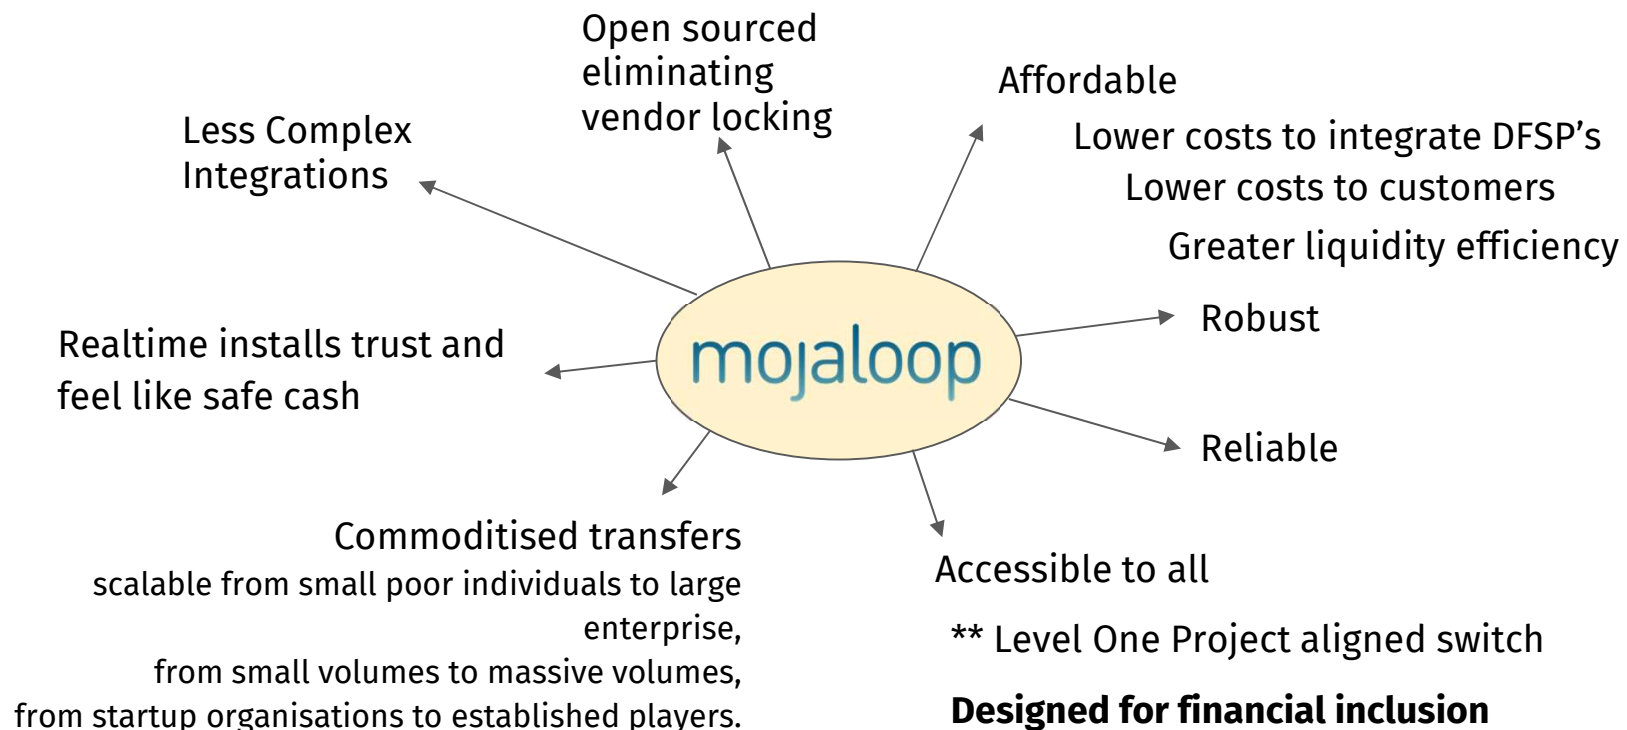 Open sourced
eliminating
vendor locking
Affordable
Lower costs to integrate DFSP’s
Lower costs to customers
Greater liquidity efficiency
Less Complex
Integrations
mojaloop
Robust
Realtime installs trust and
feel like safe cash
Reliable
Commoditised transfers
scalable from small poor individuals to large
enterprise,
from small volumes to massive volumes,
from startup organisations to established players.
Accessible to all
** Level One Project aligned switch
Designed for financial inclusion